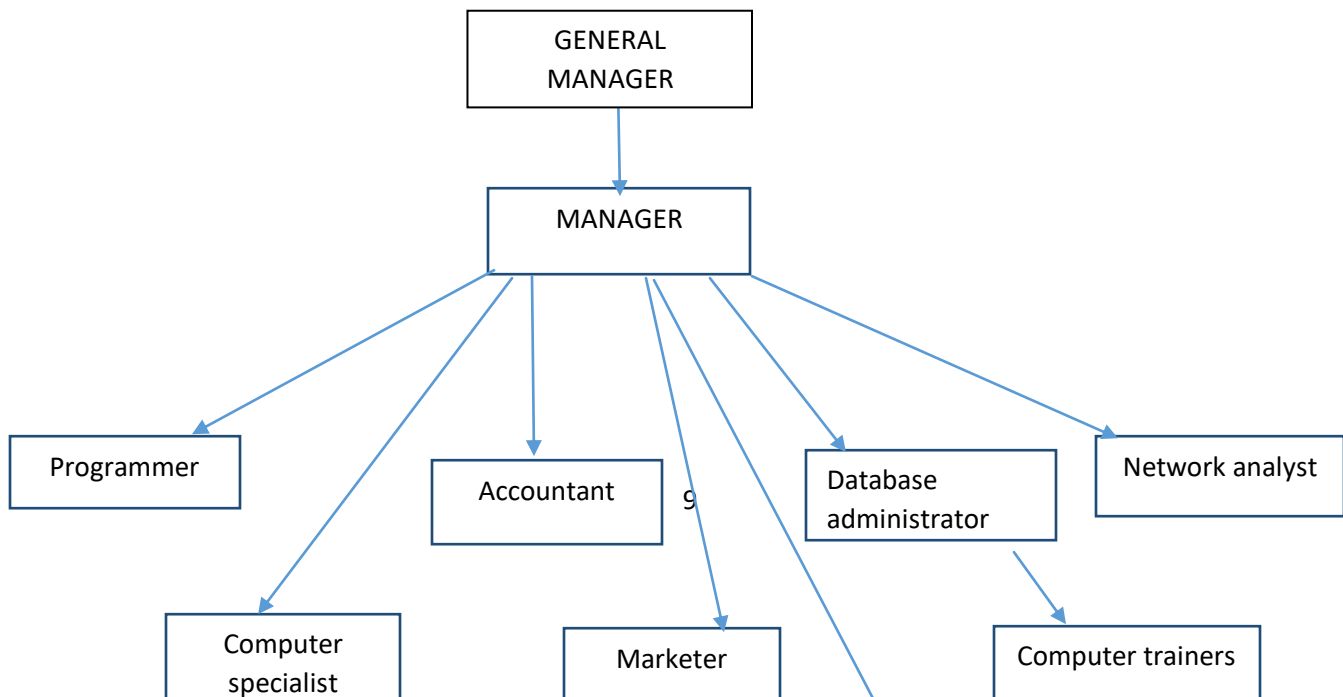 GENERAL
MANAGER
MANAGER
Programmer
Accountant
9
Database
administrator
Network analyst
Computer
specialist
Marketer
Computer trainers